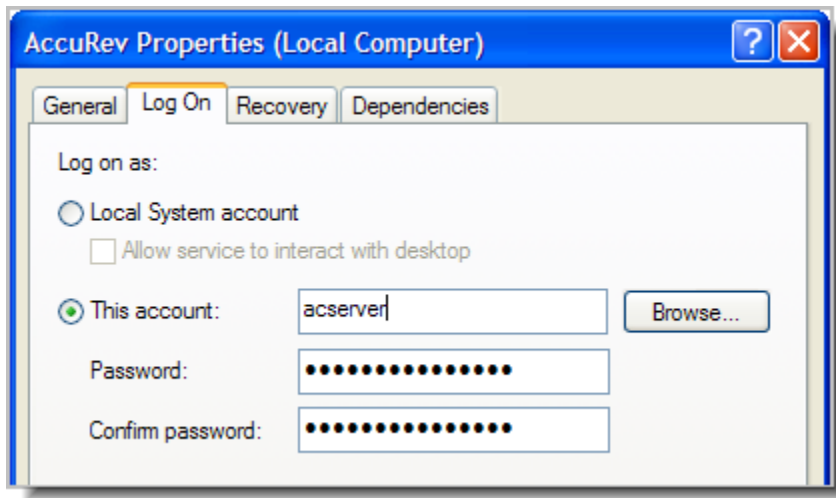 AccuRev Properties (Local Computer)
General Log On Recovery Dependencies
Log on as:
Local System account
Allow service to interact with desktop
This account: acserver Browse...
Password: •••••••••••••••
Confirm password: •••••••••••••••